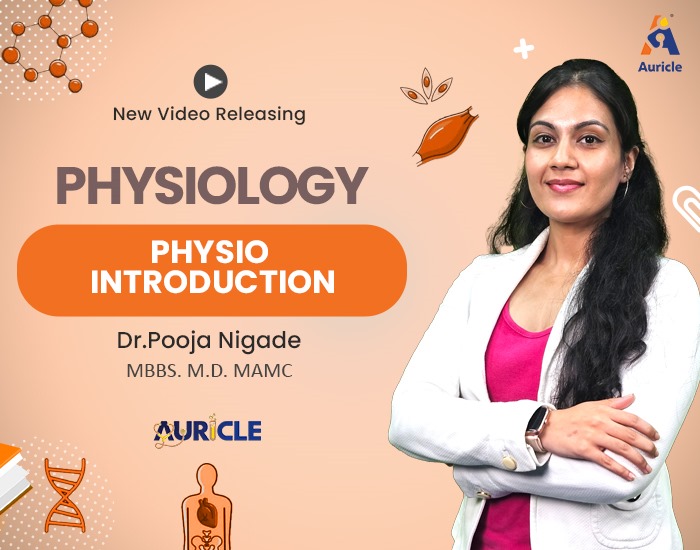 Auricle
New Video Releasing
PHYSIOLOGY
PHYSIO
INTRODUCTION
Dr.Pooja Nigade
MBBS. M.D. MAMC
AURICLE